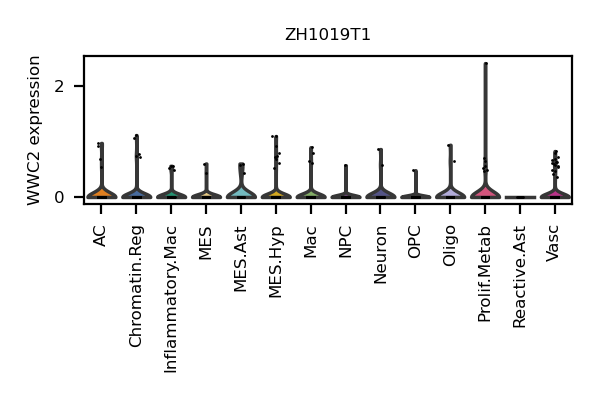 ZH1019T1
WWC2 expression
2
0
AC
Chromatin.Reg
Inflammatory.Mac
MES
MES.Ast
MES.Hyp
Mac
NPC
Neuron
OPC
Oligo
Prolif.Metab
Reactive.Ast
Vasc